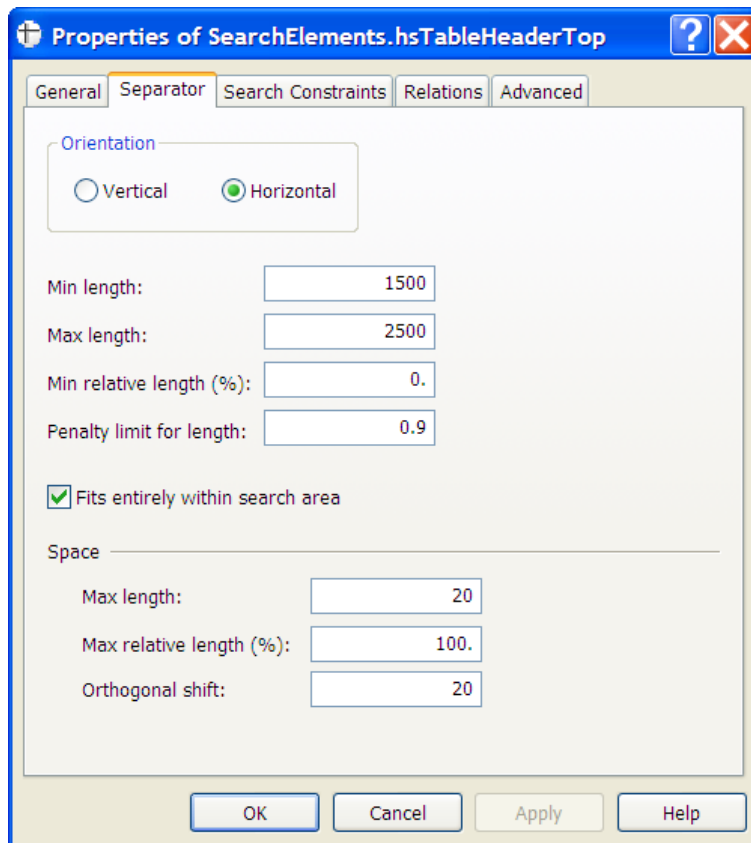 Properties of SearchElements.hsTableHeaderTop ?
General Separator Search Constraints Relations Advanced
Orientation
Vertical Horizontal
Min length: 1500
Max length: 2500
Min relative length (%): 0.
Penalty limit for length: 0.9
Fits entirely within search area
Space
Max length: 20
Max relative length (%): 100.
Orthogonal shift: 20
OK Cancel Apply Help